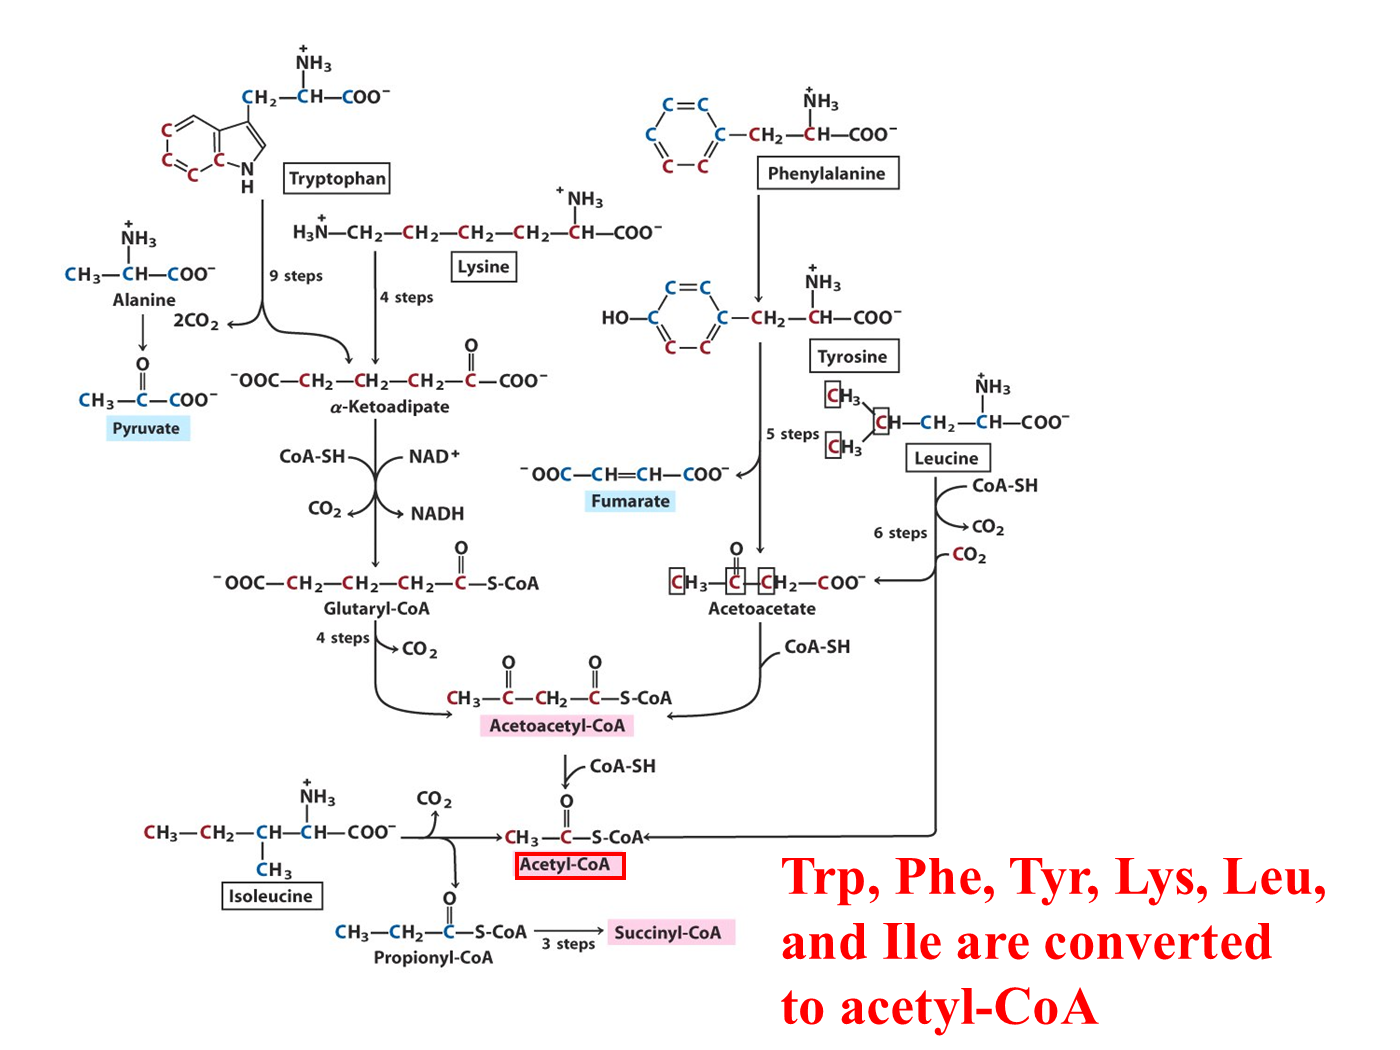 +
NH3
CH2—CH—COO−
C
C
C
C
N
H
Tryptophan
C=C
C
C
C—C
CH2—CH—COO−
+
NH3
Phenylalanine
+
NH3
H3N+—CH2—CH2—CH2—CH2—CH—COO−
Lysine
+
NH3
CH3—CH—COO−
Alanine
9 steps
4 steps
2CO2
O
CH3—C—COO−
Pyruvate
+
NH3
C=C
HO—C
C—CH2—CH—COO−
C—C
Tyrosine
O
−OOC—CH2—CH2—CH2—C—COO−
α-Ketoadipate
CH3
+
NH3
CH—CH2—CH—COO−
CH3
Leucine
5 steps
CoA-SH
NAD+
CO2
NADH
−OOC—CH=CH—COO−
Fumarate
CoA-SH
CO2
6 steps
CO2
O
−OOC—CH2—CH2—CH2—C—S-CoA
Glutaryl-CoA
O
CH3—C—CH2—COO−
Acetoacetate
4 steps
CO2
CoA-SH
O O
CH3—C—CH2—C—S-CoA
Acetoacetyl-CoA
CoA-SH
+
NH3
CH3—CH2—CH—CH—COO−
CH3
Isoleucine
CO2
O
CH3—C—S-CoA
Acetyl-CoA
O
CH3—CH2—C—S-CoA
Propionyl-CoA
3 steps
Succinyl-CoA
Trp, Phe, Tyr, Lys, Leu,
and Ile are converted
to acetyl-CoA